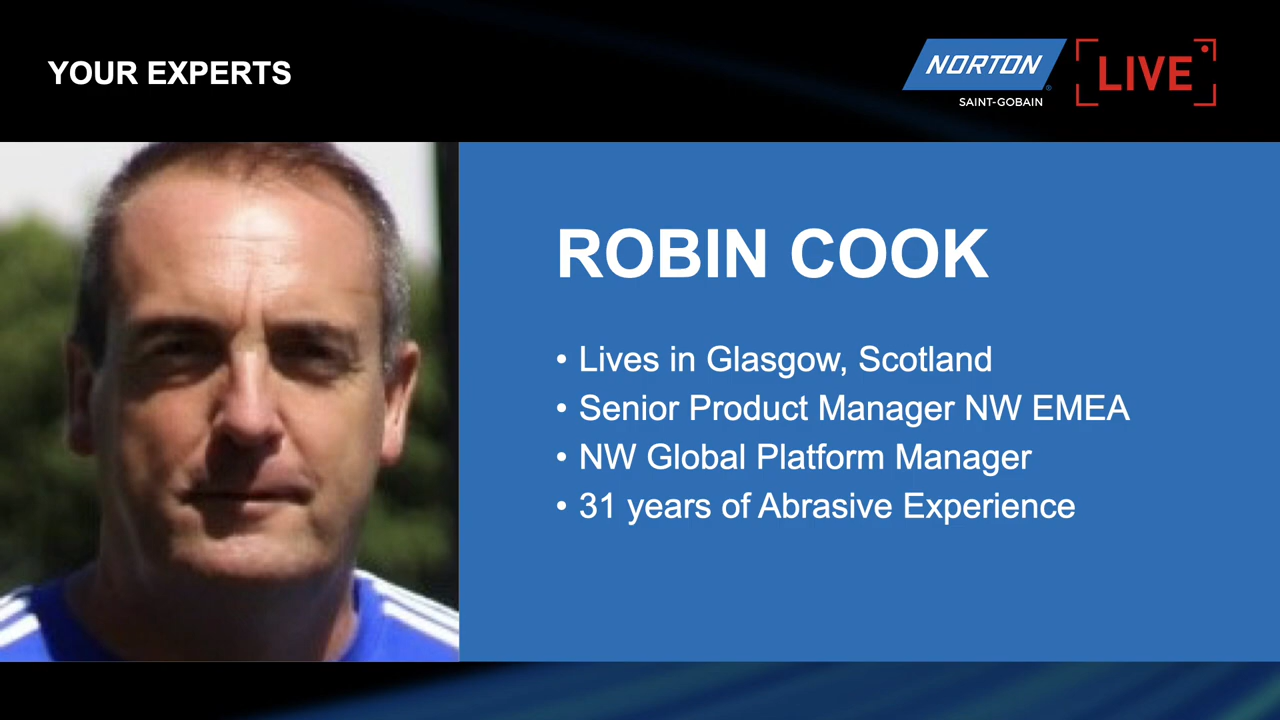 YOUR EXPERTS
NORTON
SAINT-GOBAIN
LIVE
ROBIN COOK
• Lives in Glasgow, Scotland
• Senior Product Manager NW EMEA
• NW Global Platform Manager
• 31 years of Abrasive Experience